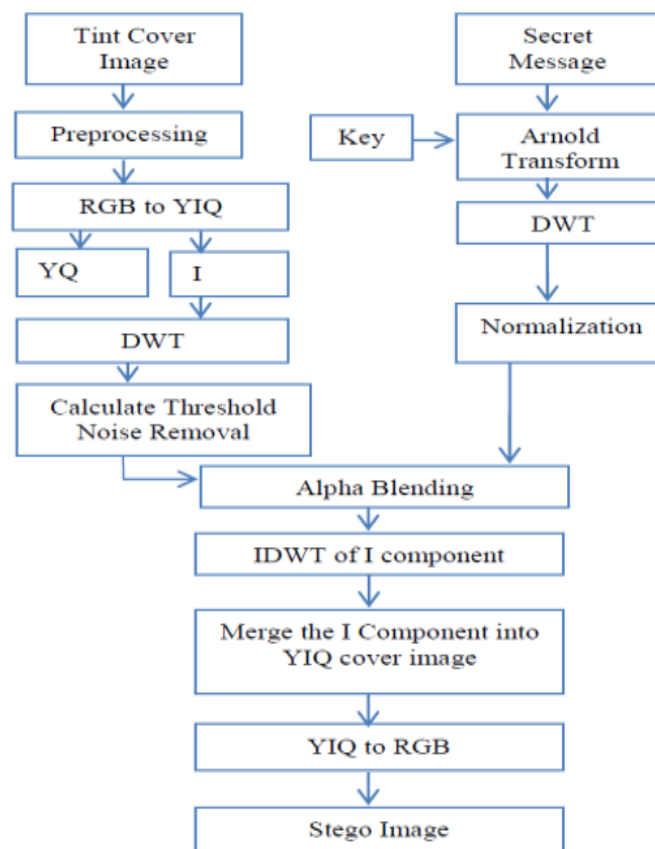 Tint Cover
Image
Preprocessing
RGB to YIQ
YQ
I
DWT
Calculate Threshold
Noise Removal
Secret
Message
Key
Arnold
Transform
DWT
Normalization
Alpha Blending
IDWT of I component
Merge the I Component into
YIQ cover image
YIQ to RGB
Stego Image